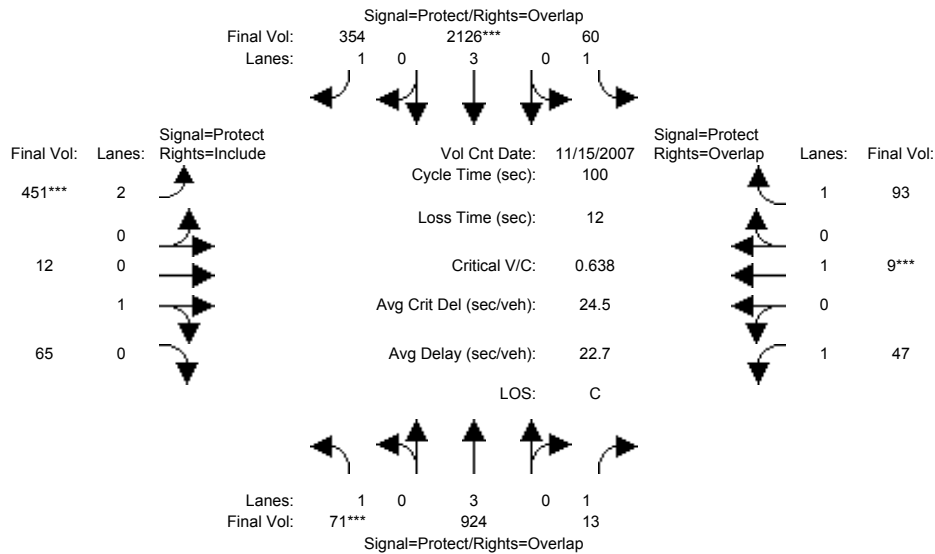 Signal=Protect/Rights=Overlap
Final Vol: 354 2126*** 60
Lanes: 1 0 3 0 1
Signal=Protect Signal=Protect
Final Vol: Lanes: Rights=Include Vol Cnt Date: 11/15/2007 Rights=Overlap Lanes: Final Vol:
Cycle Time (sec): 100
451*** 2 1 93
Loss Time (sec): 12
0 0
12 0 Critical V/C: 0.638 1 9***
1 Avg Crit Del (sec/veh): 24.5 0
65 0 Avg Delay (sec/veh): 22.7 1 47
LOS: C
Lanes: 1 0 3 0 1
Final Vol: 71*** 924 13
Signal=Protect/Rights=Overlap